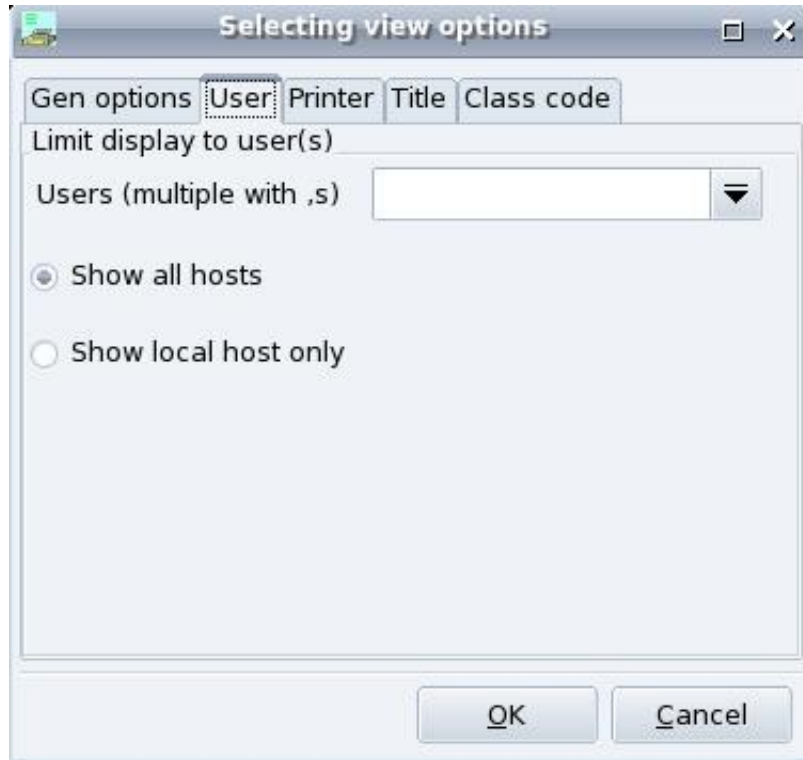 Selecting view options
Gen options User Printer Title Class code
Limit display to user(s)
Users (multiple with ,s)
Show all hosts
Show local host only
OK Cancel